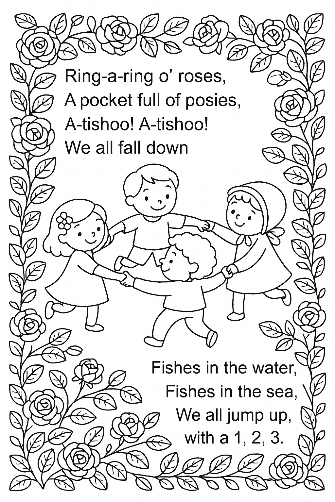 Ring-a-ring o' roses,
A pocket full of posies,
A-tishoo! A-tishoo!
We all fall down
Fishes in the water,
Fishes in the sea,
We all jump up,
with a 1, 2, 3.